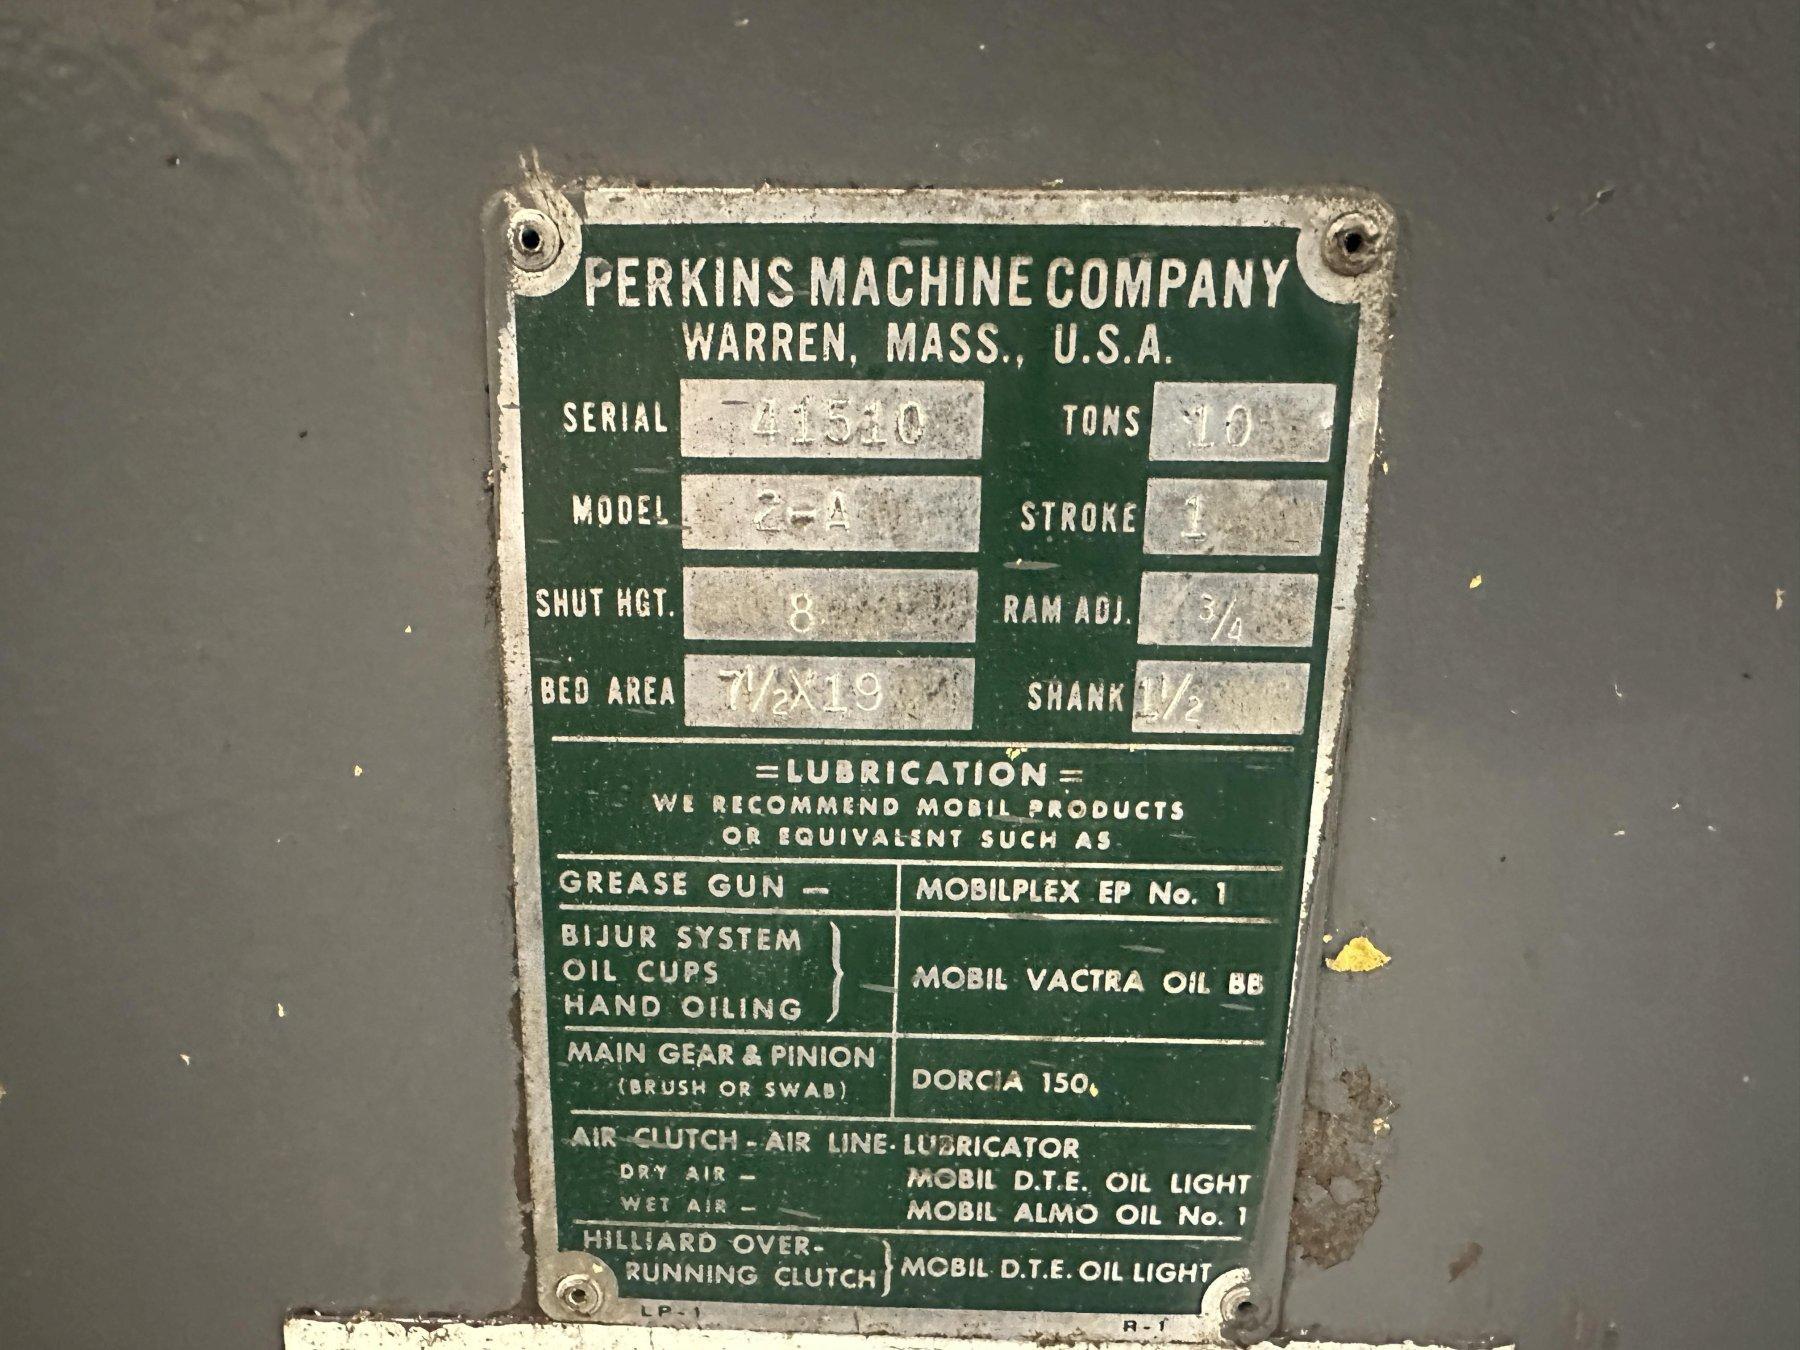 PERKINS MACHINE COMPANY
WARREN, MASS., U.S.A.
SERIAL 41510 TONS 10
MODEL 2-A STROKE 1
SHUT HGT. 8 RAM ADJ. 3/4
BED AREA 7 1/2X19 SHANK 1 1/2
=LUBRICATION=
WE RECOMMEND MOBIL PRODUCTS
OR EQUIVALENT SUCH AS
GREASE GUN — MOBILPLEX EP No. 1
BIJUR SYSTEM
OIL CUPS } MOBIL VACTRA OIL BB
HAND OILING
MAIN GEAR & PINION
(BRUSH OR SWAB) DORCIA 150
AIR CLUTCH - AIR LINE - LUBRICATOR
DRY AIR — MOBIL D.T.E. OIL LIGHT
WET AIR — MOBIL ALMO OIL No. 1
HILLIARD OVER-
RUNNING CLUTCH } MOBIL D.T.E. OIL LIGHT
LP-1 R-1